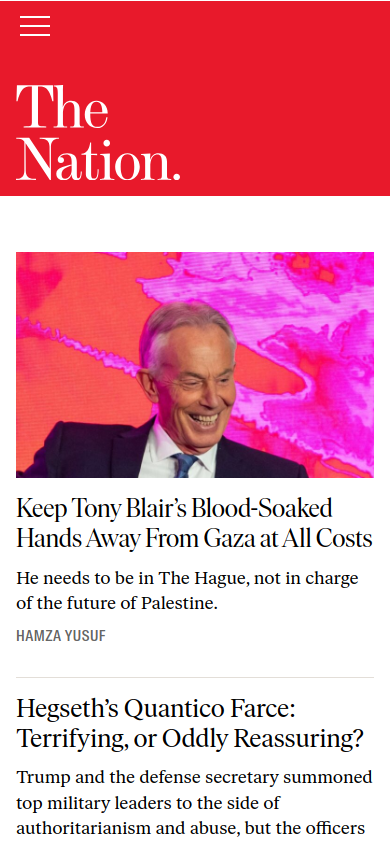 The
Nation.
Keep Tony Blair’s Blood-Soaked
Hands Away From Gaza at All Costs
He needs to be in The Hague, not in charge
of the future of Palestine.
HAMZA YUSUF
Hegseth’s Quantico Farce:
Terrifying, or Oddly Reassuring?
Trump and the defense secretary summoned
top military leaders to the side of
authoritarianism and abuse, but the officers